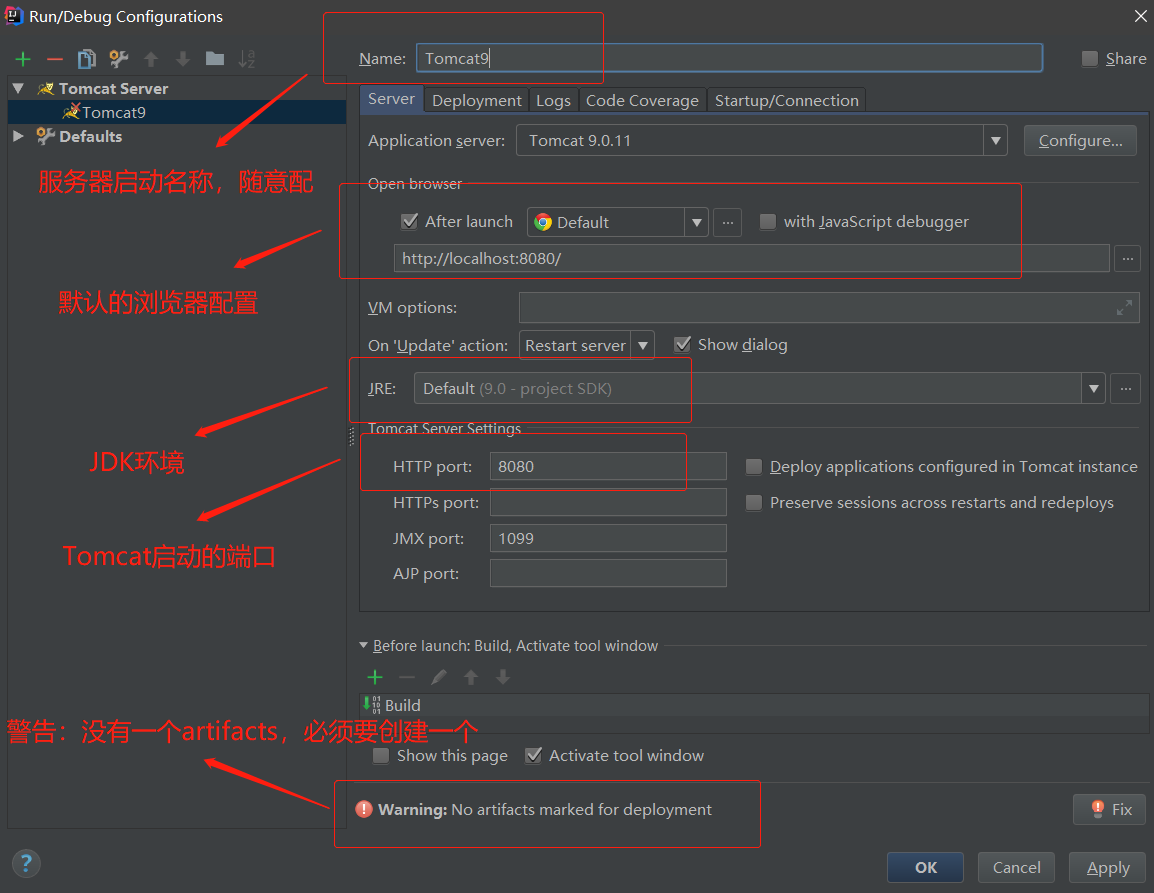 Run/Debug Configurations
Name: Tomcat9
Share
Tomcat Server
Tomcat9
Defaults
Server Deployment Logs Code Coverage Startup/Connection
Application server: Tomcat 9.0.11 Configure...
服务器启动名称，随意配
Open browser
After launch Default ... with JavaScript debugger
http://localhost:8080/ ...
默认的浏览器配置
VM options:
On 'Update' action: Restart server Show dialog
JRE: Default (9.0 - project SDK) ...
Tomcat Server Settings
JDK环境
HTTP port: 8080 Deploy applications configured in Tomcat instance
HTTPs port: Preserve sessions across restarts and redeploys
JMX port: 1099
Tomcat启动的端口
AJP port:
Before launch: Build, Activate tool window
Build
警告：没有一个artifacts，必须要创建一个
Show this page Activate tool window
Warning: No artifacts marked for deployment Fix
? OK Cancel Apply